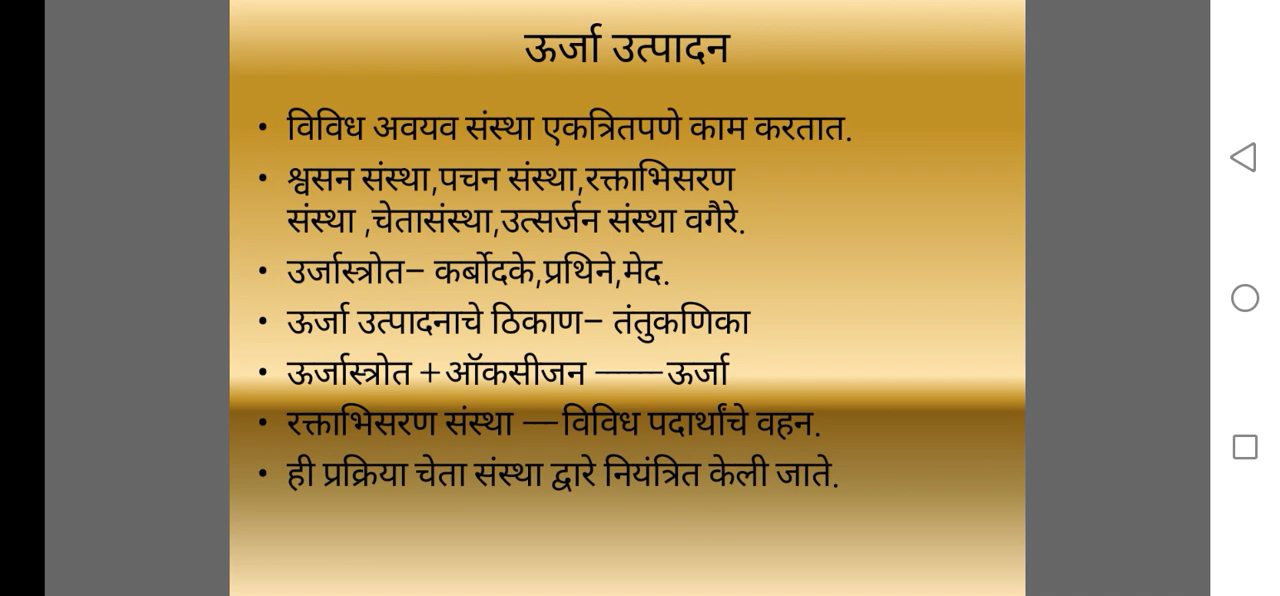 ऊर्जा उत्पादन
• विविध अवयव संस्था एकत्रितपणे काम करतात.
• श्वसन संस्था,पचन संस्था,रक्ताभिसरण
संस्था ,चेतासंस्था,उत्सर्जन संस्था वगैरे.
• उर्जास्त्रोत– कर्बोदके,प्रथिने,मेद.
• ऊर्जा उत्पादनाचे ठिकाण– तंतुकणिका
• ऊर्जास्त्रोत +ऑकसीजन ——ऊर्जा
• रक्ताभिसरण संस्था —विविध पदार्थांचे वहन.
• ही प्रक्रिया चेता संस्था द्वारे नियंत्रित केली जाते.